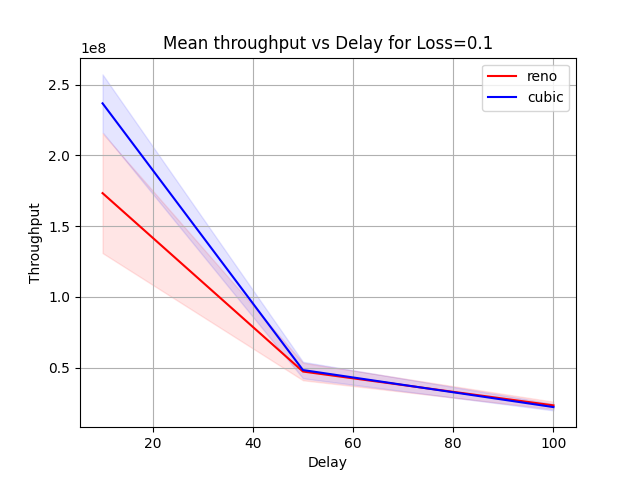 Mean throughput vs Delay for Loss=0.1
1e8
reno
cubic
2.5
2.0
1.5
1.0
0.5
Throughput
20 40 60 80 100
Delay